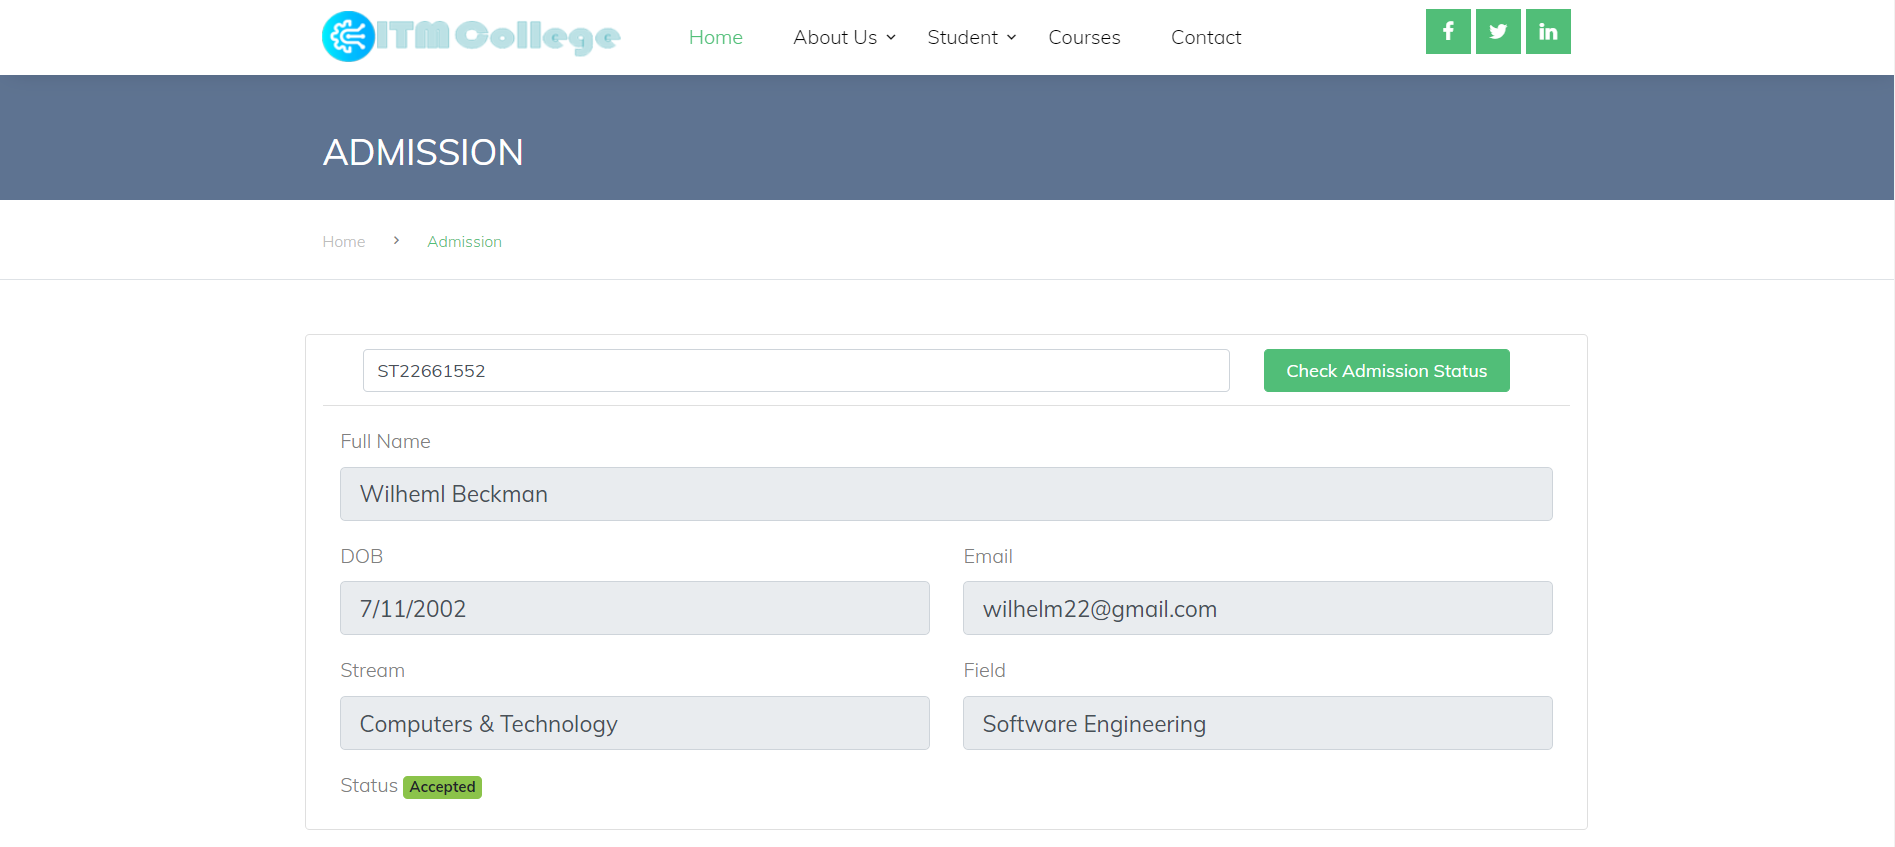 ITM College Home About Us Student Courses Contact
ADMISSION
Home Admission
ST22661552 Check Admission Status
Full Name
Wilheml Beckman
DOB Email
7/11/2002 wilhelm22@gmail.com
Stream Field
Computers & Technology Software Engineering
Status Accepted